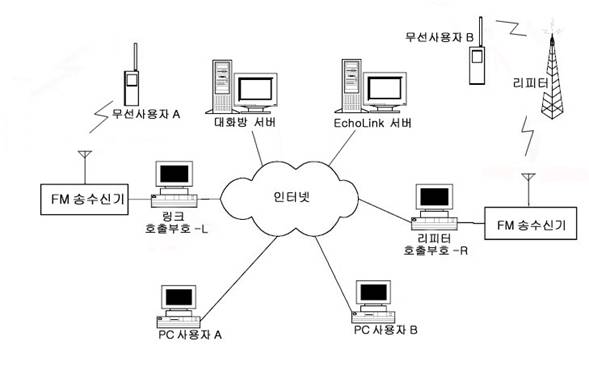 무선사용자 B
무선사용자 A
대화방 서버
EchoLink 서버
리피터
인터넷
FM 송수신기
링크
호출부호 -L
리피터
호출부호 -R
FM 송수신기
PC 사용자 A
PC 사용자 B